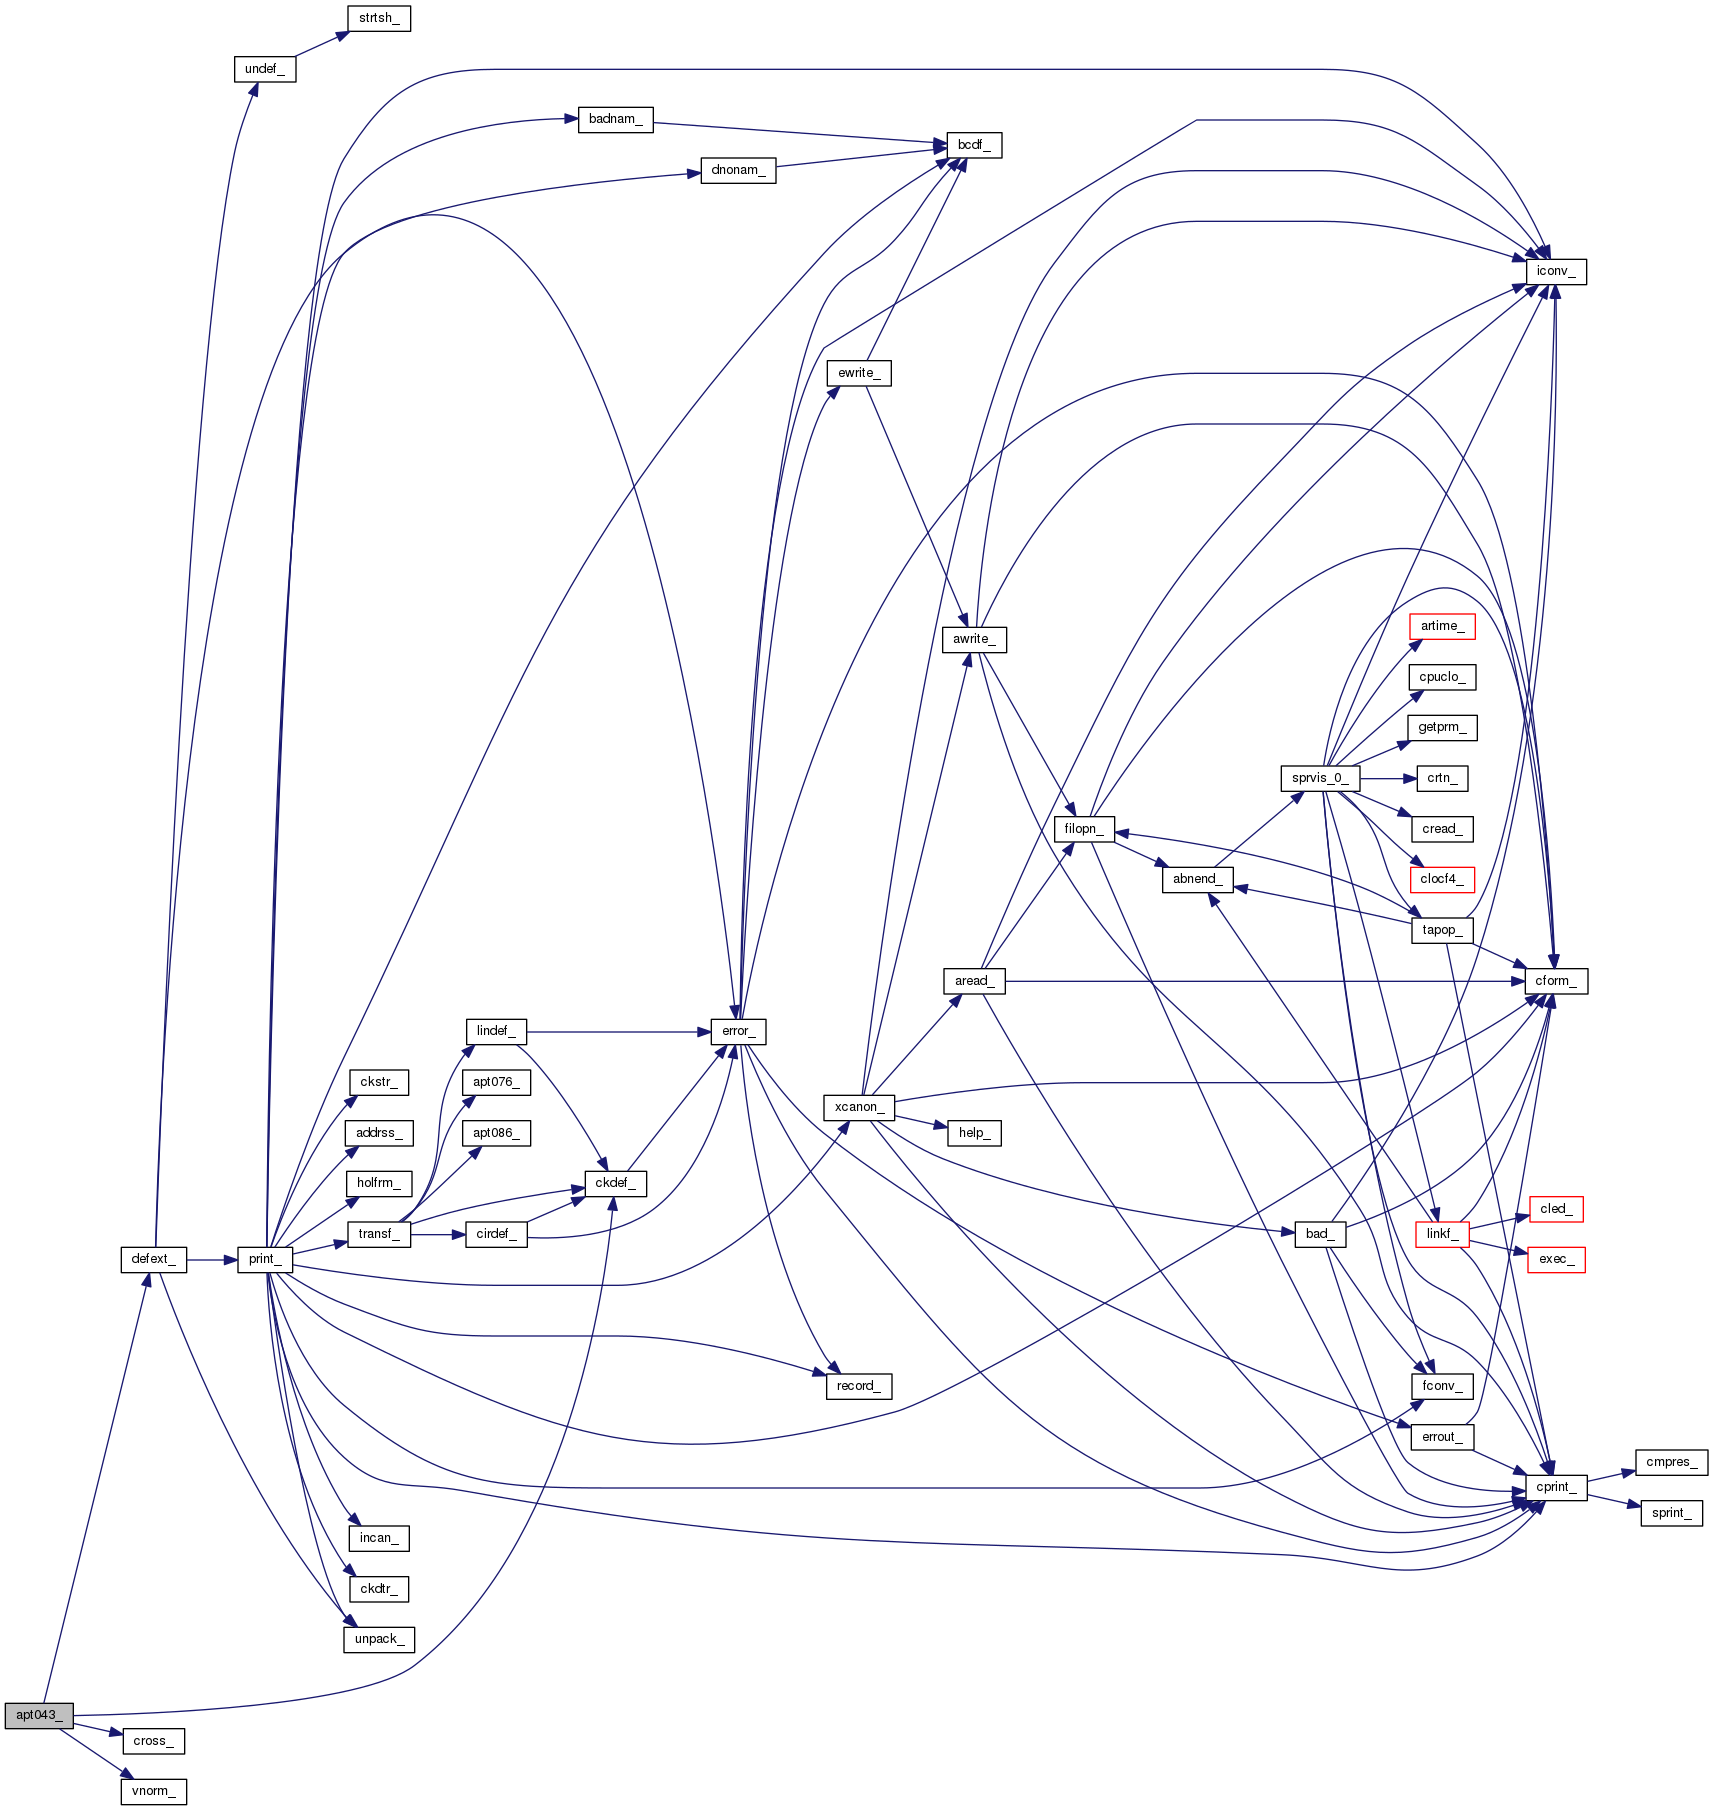 strtsh_
undef_
badnam_
bcdf_
dnonam_
iconv_
ewrite_
artime_
awrite_
cpuclo_
getprm_
sprvis_0_
crtn_
filopn_
cread_
abnend_
clocf4_
tapop_
aread_
cform_
lindef_
error_
ckstr_
apt076_
xcanon_
addrss_
apt086_
help_
holfrm_
ckdef_
cled_
transf_
cirdef_
bad_
linkf_
defext_
print_
exec_
record_
fconv_
errout_
cmpres_
cprint_
sprint_
incan_
ckdtr_
unpack_
apt043_
cross_
vnorm_